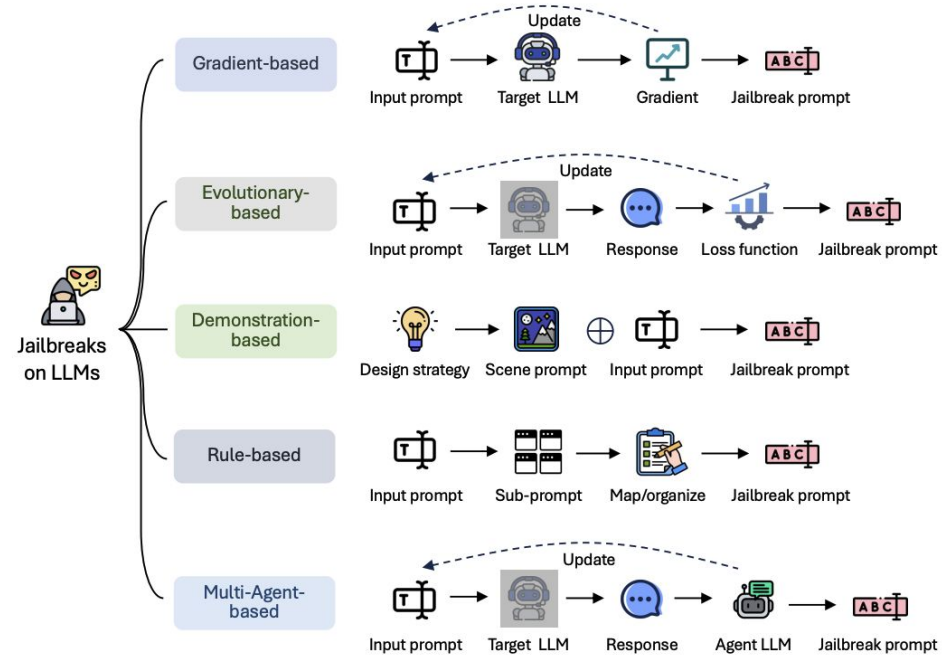 Jailbreaks
on LLMs
Gradient-based
Update
T
Input prompt
Target LLM
Gradient
ABC
Jailbreak prompt
Evolutionary-
based
Update
T
Input prompt
Target LLM
Response
Loss function
ABC
Jailbreak prompt
Demonstration-
based
Design strategy
Scene prompt
T
Input prompt
ABC
Jailbreak prompt
Rule-based
T
Input prompt
Sub-prompt
Map/organize
ABC
Jailbreak prompt
Multi-Agent-
based
Update
T
Input prompt
Target LLM
Response
Agent LLM
ABC
Jailbreak prompt